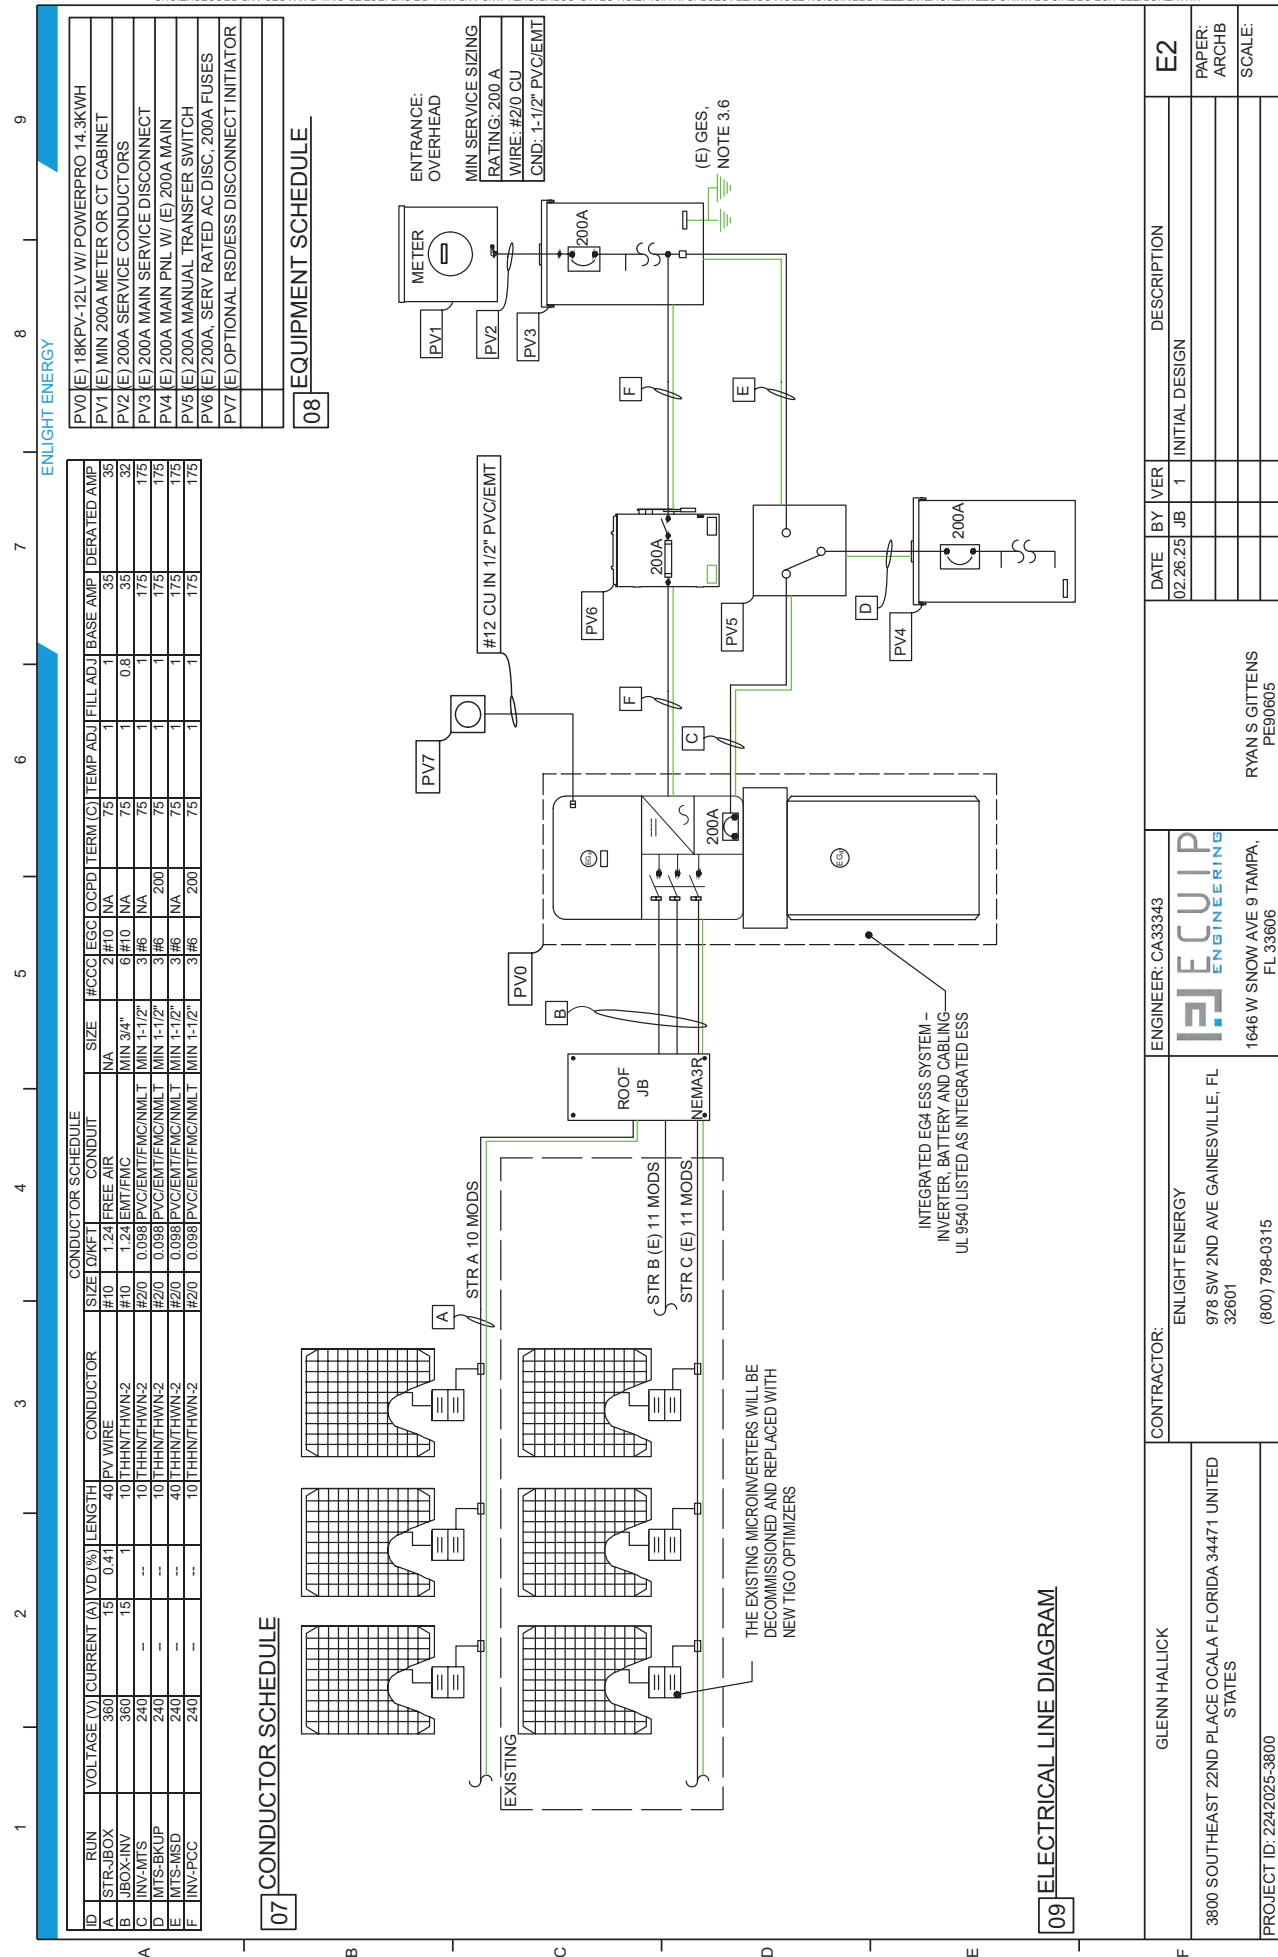 ENLIGHT ENERGY
1 2 3 4 5 6 7 8 9
A
B
C
D
E
F
CONDUCTOR SCHEDULE
ID RUN VOLTAGE (V) CURRENT (A) VD (%) LENGTH CONDUCTOR SIZE Ω/KFT CONDUIT SIZE #CCC EGC OCPD TERM (C) TEMP ADJ FILL ADJ BASE AMP DERATED AMP
A STR-JBOX 360 15 0.41 40 PV WIRE #10 1.24 FREE AIR NA 2 #10 NA 75 1 1 35 35
B JBOX-INV 360 15 1 10 THHN/THWN-2 #10 1.24 EMT/FMC MIN 3/4" 6 #10 NA 75 1 0.8 35 32
C INV-MTS 240 -- -- 10 THHN/THWN-2 #2/0 0.098 PVC/EMT/FMC/NMLT MIN 1-1/2" 3 #6 NA 75 1 1 175 175
D MTS-BKUP 240 -- -- 10 THHN/THWN-2 #2/0 0.098 PVC/EMT/FMC/NMLT MIN 1-1/2" 3 #6 200 75 1 1 175 175
E MTS-MSD 240 -- -- 40 THHN/THWN-2 #2/0 0.098 PVC/EMT/FMC/NMLT MIN 1-1/2" 3 #6 NA 75 1 1 175 175
F INV-PCC 240 -- -- 10 THHN/THWN-2 #2/0 0.098 PVC/EMT/FMC/NMLT MIN 1-1/2" 3 #6 200 75 1 1 175 175
07 CONDUCTOR SCHEDULE
PV0 (E) 18KPV-12LV W/ POWERPRO 14.3KWH
PV1 (E) MIN 200A METER OR CT CABINET
PV2 (E) 200A SERVICE CONDUCTORS
PV3 (E) 200A MAIN SERVICE DISCONNECT
PV4 (E) 200A MAIN PNL W/ (E) 200A MAIN
PV5 (E) 200A MANUAL TRANSFER SWITCH
PV6 (E) 200A, SERV RATED AC DISC, 200A FUSES
PV7 (E) OPTIONAL RSD/ESS DISCONNECT INITIATOR
08 EQUIPMENT SCHEDULE
EXISTING
A
STR A 10 MODS
STR B (E) 11 MODS
STR C (E) 11 MODS
THE EXISTING MICROINVERTERS WILL BE
DECOMMISSIONED AND REPLACED WITH
NEW TIGO OPTIMIZERS
ROOF
JB
NEMA3R
B
PV0
EG4
200A
EG4
INTEGRATED EG4 ESS SYSTEM –
INVERTER, BATTERY AND CABLING
UL 9540 LISTED AS INTEGRATED ESS
PV7
#12 CU IN 1/2" PVC/EMT
F
C
PV6
200A
PV5
D
PV4
200A
F
E
PV1
METER
PV2
PV3
200A
ENTRANCE:
OVERHEAD
MIN SERVICE SIZING
RATING: 200 A
WIRE: #2/0 CU
CND: 1-1/2" PVC/EMT
(E) GES,
NOTE 3.6
09 ELECTRICAL LINE DIAGRAM
GLENN HALLICK
3800 SOUTHEAST 22ND PLACE OCALA FLORIDA 34471 UNITED
STATES
PROJECT ID: 2242025-3800
CONTRACTOR:
ENLIGHT ENERGY
978 SW 2ND AVE GAINESVILLE, FL
32601
(800) 798-0315
ENGINEER: CA33343
ECUIP
ENGINEERING
1646 W SNOW AVE 9 TAMPA,
FL 33606
RYAN S GITTENS
PE90605
DATE BY VER DESCRIPTION
02.26.25 JB 1 INITIAL DESIGN
E2
PAPER:
ARCHB
SCALE: